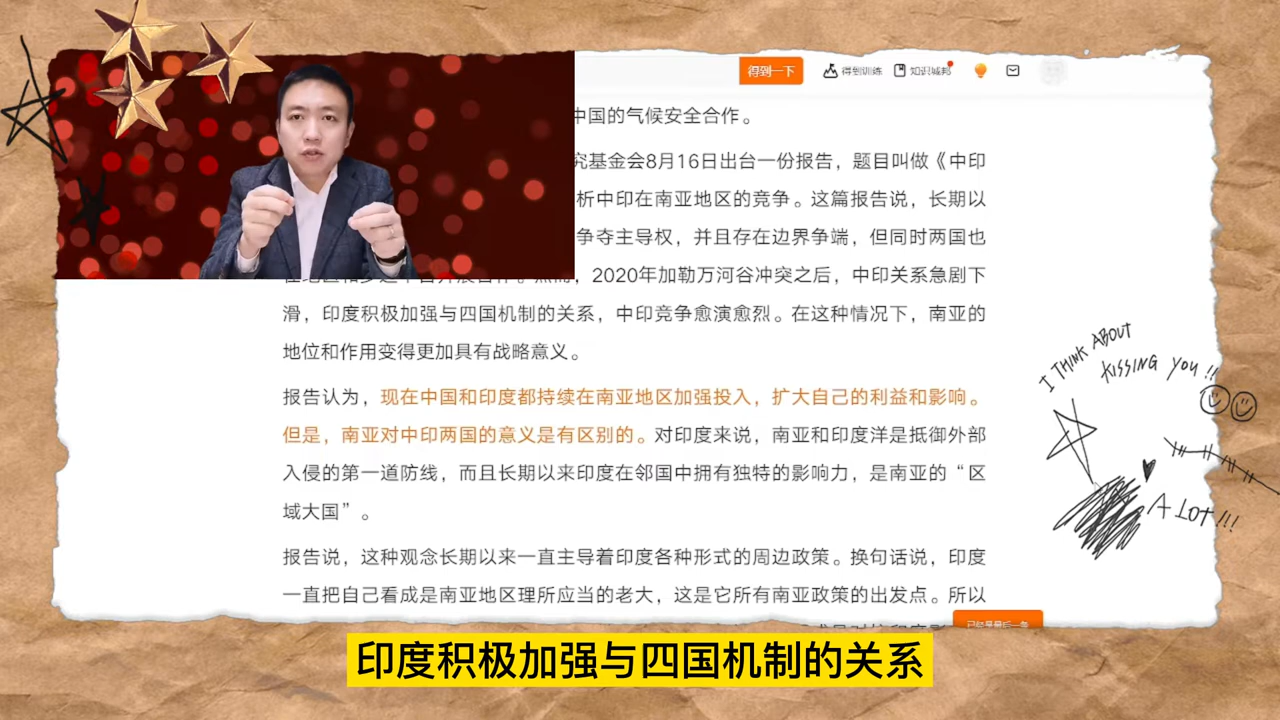 得到一下 得到训练 知识城邦
中国的气候安全合作。
究基金会8月16日出台一份报告，题目叫做《中印
析中印在南亚地区的竞争。这篇报告说，长期以
争夺主导权，并且存在边界争端，但同时两国也
2020年加勒万河谷冲突之后，中印关系急剧下
滑，印度积极加强与四国机制的关系，中印竞争愈演愈烈。在这种情况下，南亚的
地位和作用变得更加具有战略意义。
报告认为，现在中国和印度都持续在南亚地区加强投入，扩大自己的利益和影响。
但是，南亚对中印两国的意义是有区别的。对印度来说，南亚和印度洋是抵御外部
入侵的第一道防线，而且长期以来印度在邻国中拥有独特的影响力，是南亚的“区
域大国”。
报告说，这种观念长期以来一直主导着印度各种形式的周边政策。换句话说，印度
一直把自己看成是南亚地区理所应当的老大，这是它所有南亚政策的出发点。所以
I THINK ABOUT
KISSING YOU !!
A LOT!!!
已经是最后一条
印度积极加强与四国机制的关系